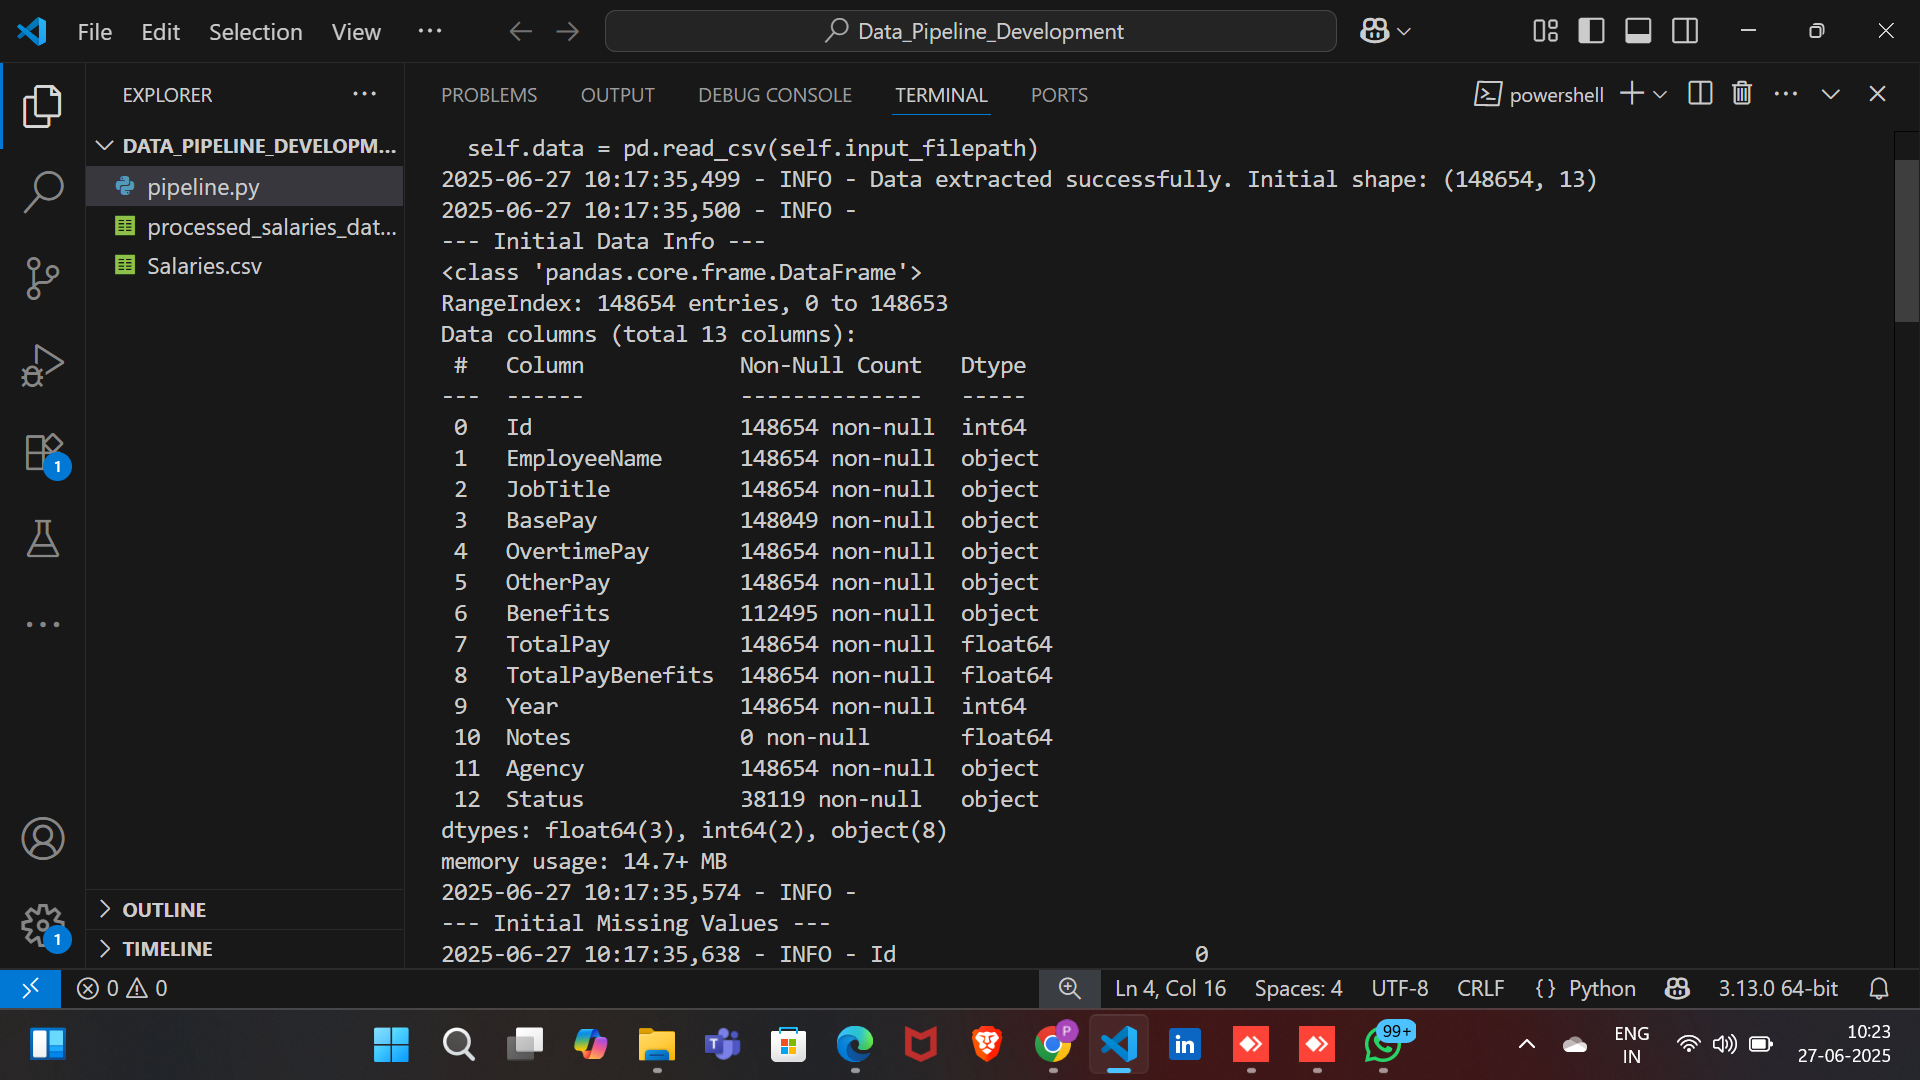 File Edit Selection View ···
Data_Pipeline_Development
EXPLORER ···
DATA_PIPELINE_DEVELOPM...
pipeline.py
processed_salaries_dat...
Salaries.csv
1
OUTLINE
TIMELINE
1
PROBLEMS OUTPUT DEBUG CONSOLE TERMINAL PORTS
powershell
self.data = pd.read_csv(self.input_filepath)
2025-06-27 10:17:35,499 - INFO - Data extracted successfully. Initial shape: (148654, 13)
2025-06-27 10:17:35,500 - INFO -
--- Initial Data Info ---
<class 'pandas.core.frame.DataFrame'>
RangeIndex: 148654 entries, 0 to 148653
Data columns (total 13 columns):
 #   Column            Non-Null Count   Dtype
---  ------            --------------   -----
 0   Id                148654 non-null  int64
 1   EmployeeName      148654 non-null  object
 2   JobTitle          148654 non-null  object
 3   BasePay           148049 non-null  object
 4   OvertimePay       148654 non-null  object
 5   OtherPay          148654 non-null  object
 6   Benefits          112495 non-null  object
 7   TotalPay          148654 non-null  float64
 8   TotalPayBenefits  148654 non-null  float64
 9   Year              148654 non-null  int64
 10  Notes             0 non-null       float64
 11  Agency            148654 non-null  object
 12  Status            38119 non-null   object
dtypes: float64(3), int64(2), object(8)
memory usage: 14.7+ MB
2025-06-27 10:17:35,574 - INFO -
--- Initial Missing Values ---
2025-06-27 10:17:35,638 - INFO - Id                       0
0 0
Ln 4, Col 16 Spaces: 4 UTF-8 CRLF {} Python 3.13.0 64-bit
T
P
in
99+
ENG
IN
10:23
27-06-2025